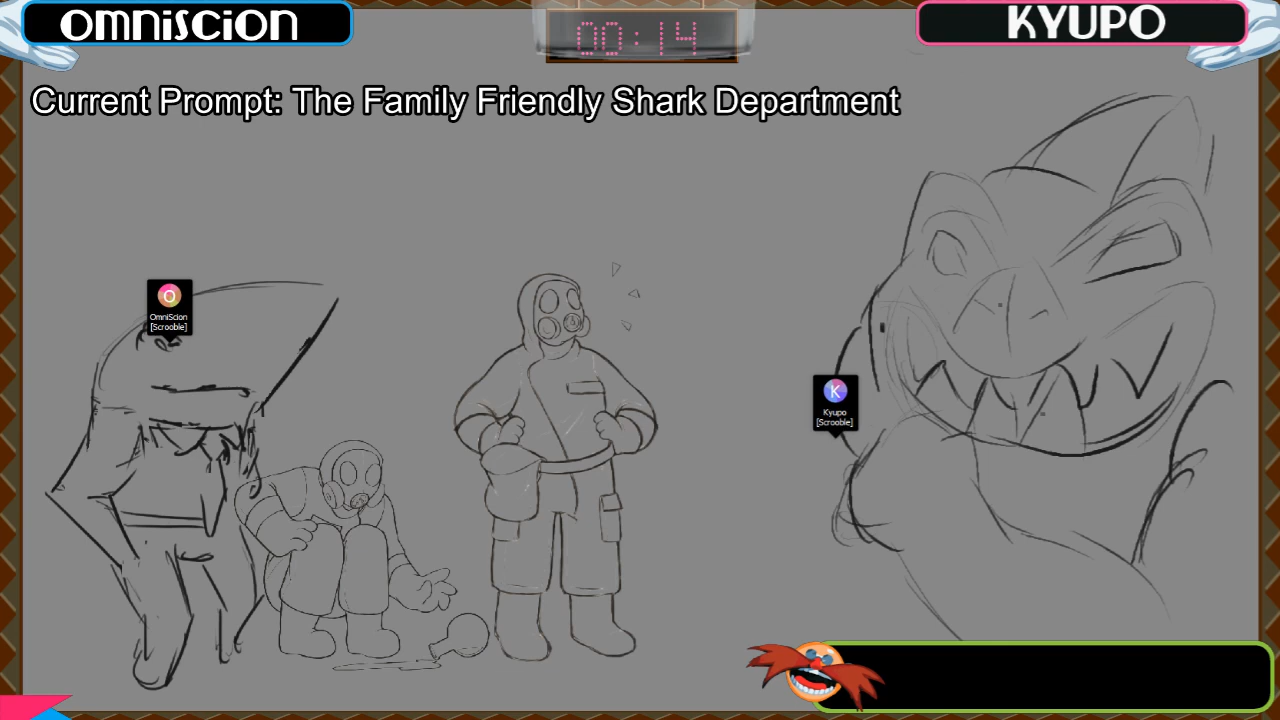 OMNISCION
00:14
KYUPO
Current Prompt: The Family Friendly Shark Department
O
OmniScion
[Scrooble]
K
Kyupo
[Scrooble]